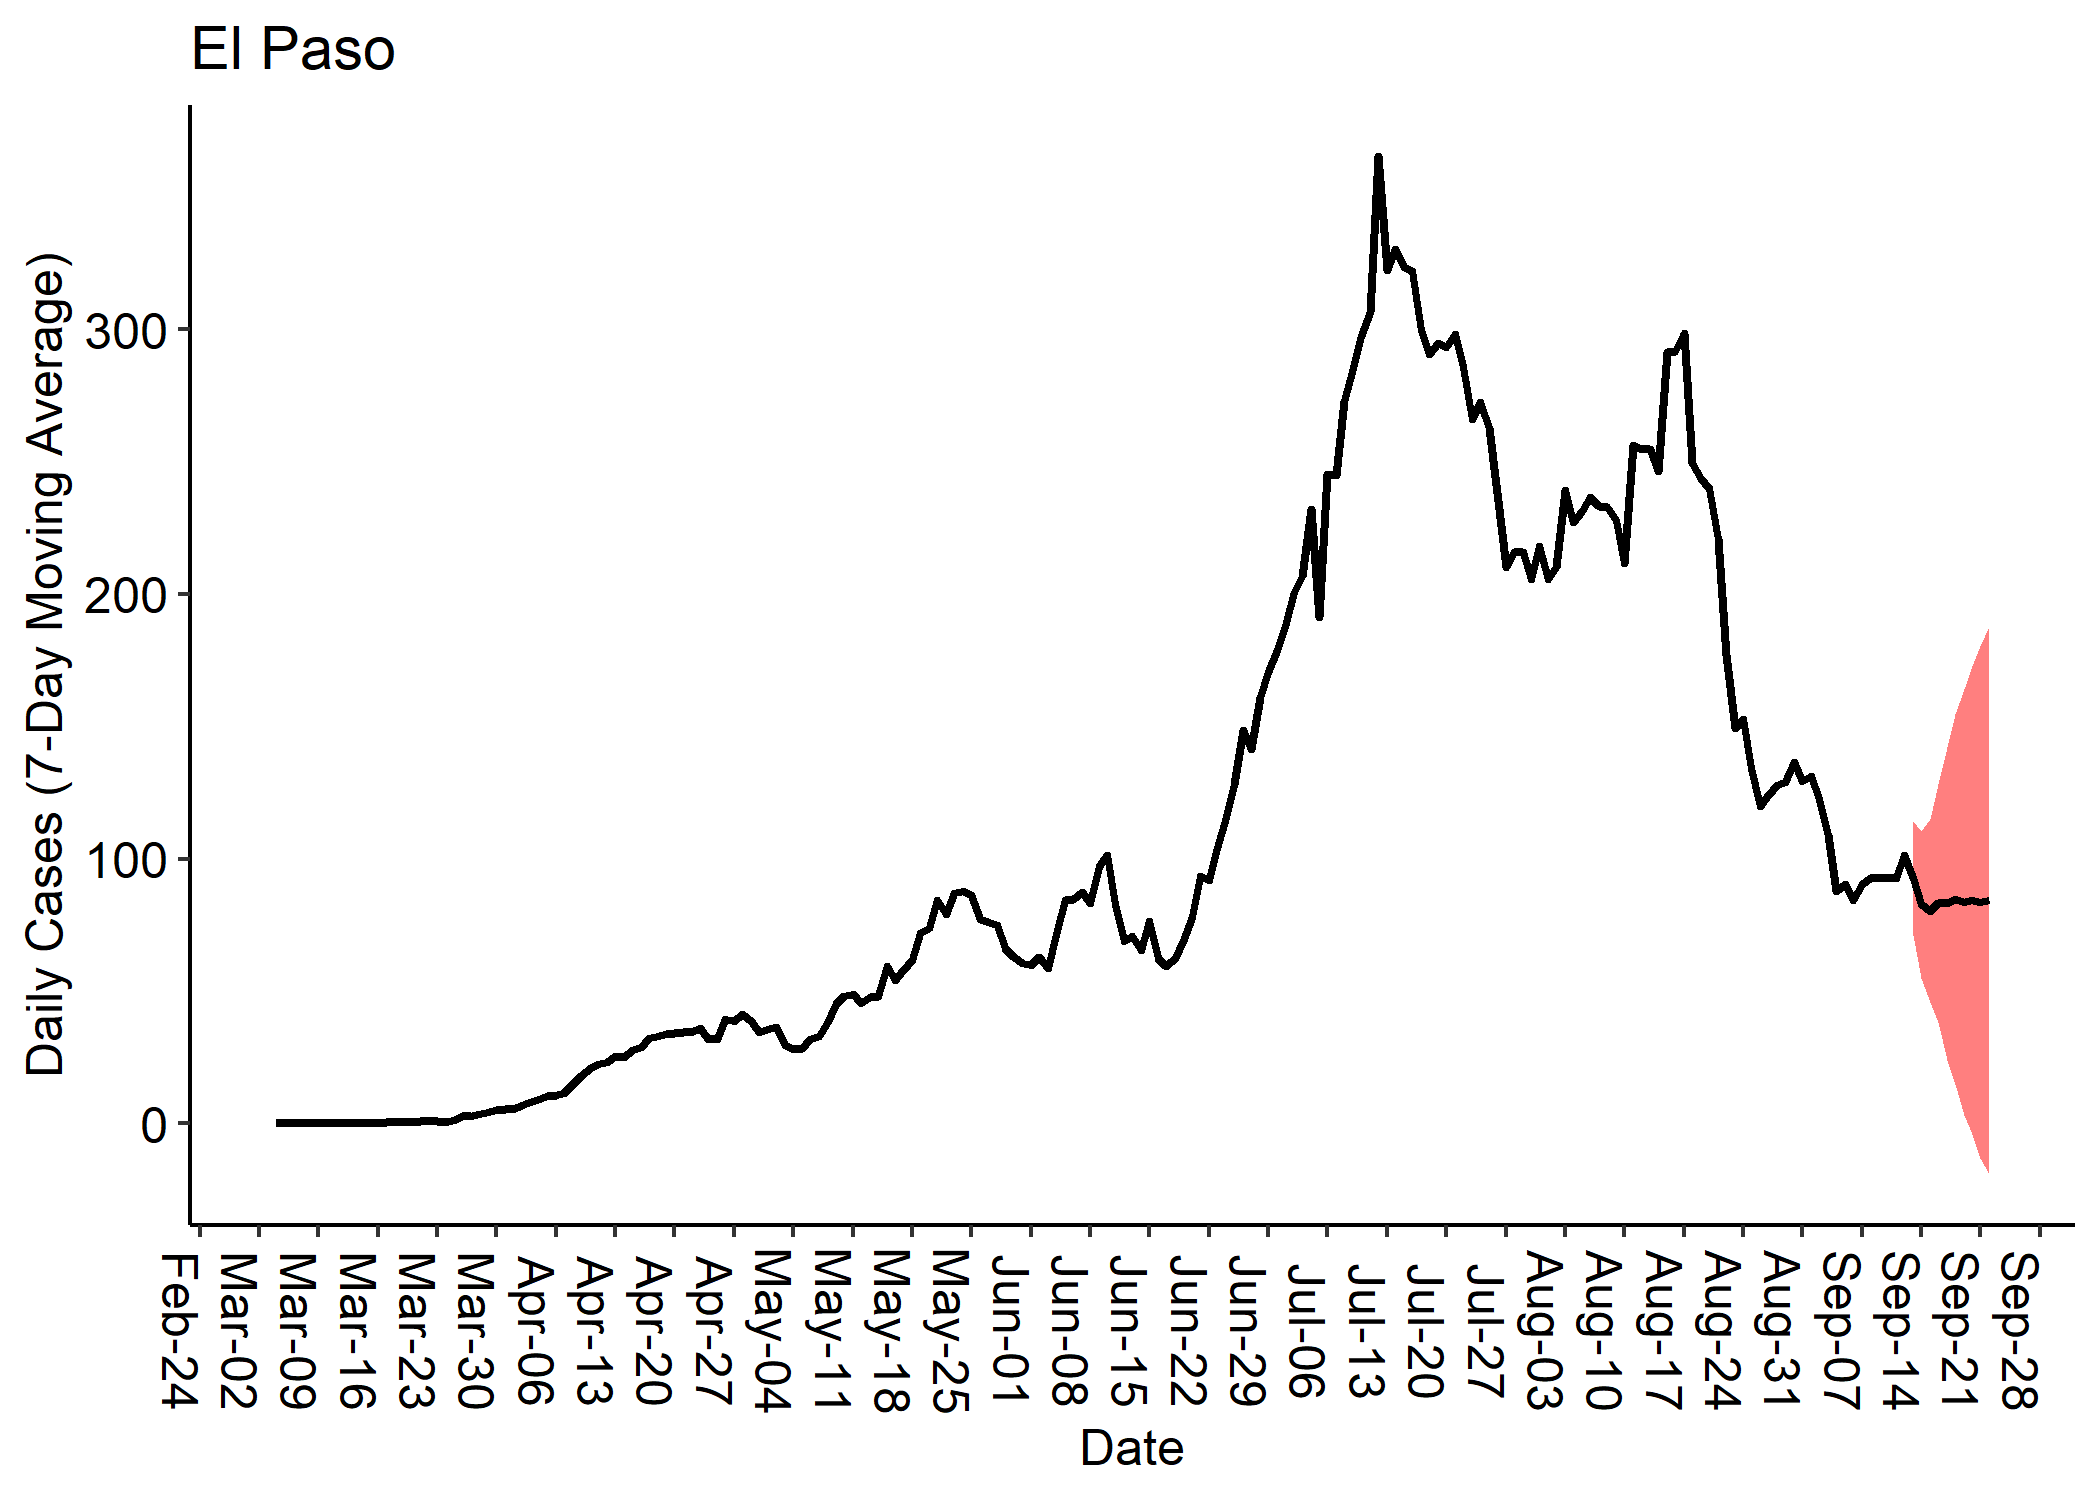 El Paso
Daily Cases (7-Day Moving Average)
300
200
100
0
Feb-24
Mar-02
Mar-09
Mar-16
Mar-23
Mar-30
Apr-06
Apr-13
Apr-20
Apr-27
May-04
May-11
May-18
May-25
Jun-01
Jun-08
Jun-15
Jun-22
Jun-29
Jul-06
Jul-13
Jul-20
Jul-27
Aug-03
Aug-10
Aug-17
Aug-24
Aug-31
Sep-07
Sep-14
Sep-21
Sep-28
Date